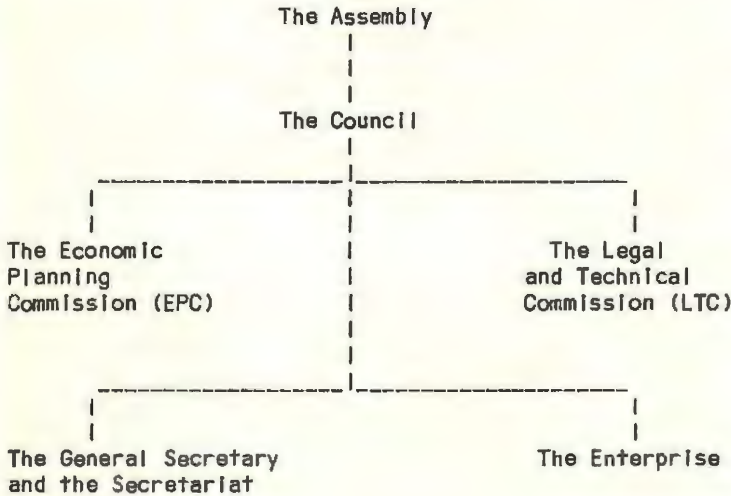 The Assembly
The Council
The Economic
Planning
Commission (EPC)
The Legal
and Technical
Commission (LTC)
The General Secretary
and the Secretariat
The Enterprise